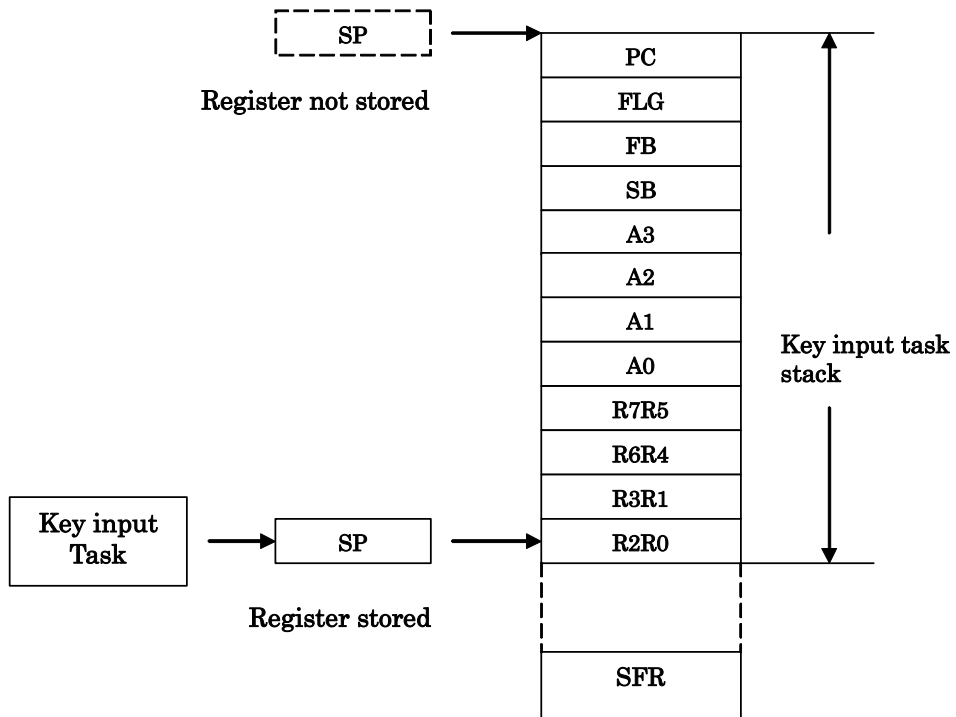 SP
PC
Register not stored
FLG
FB
SB
A3
A2
A1
Key input task
stack
A0
R7R5
R6R4
R3R1
Key input
Task
SP
R2R0
Register stored
SFR